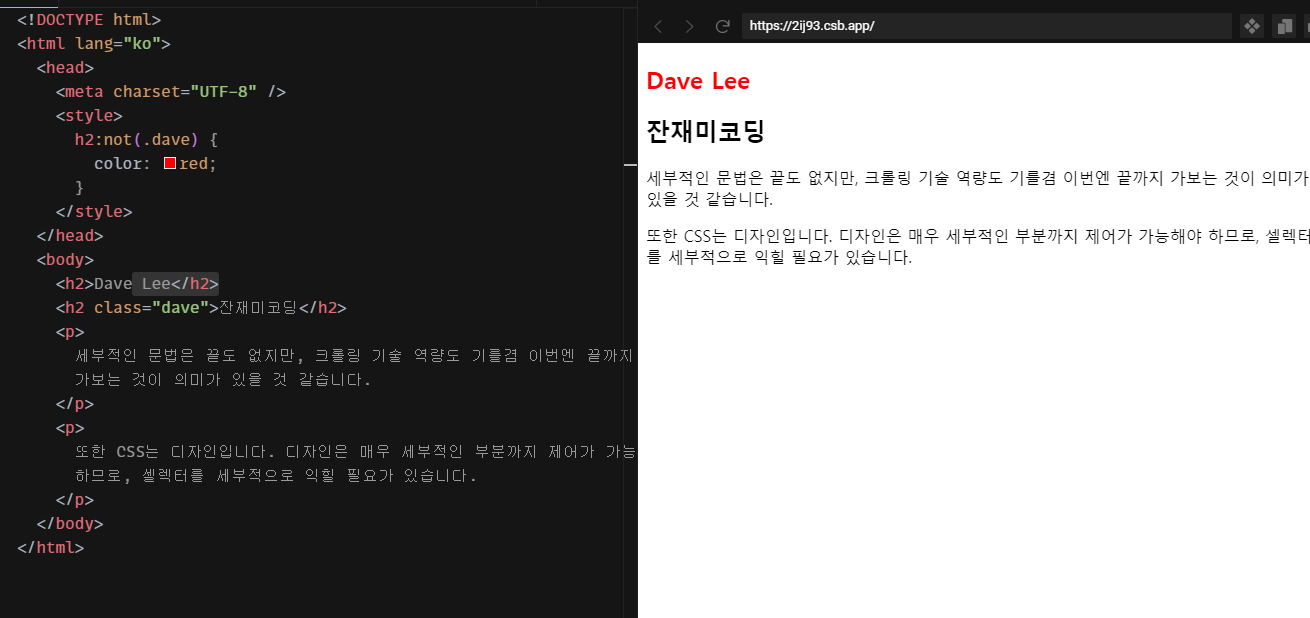 <!DOCTYPE html>
<html lang="ko">
<head>
<meta charset="UTF-8" />
<style>
h2:not(.dave) {
color: red;
}
</style>
</head>
<body>
<h2>Dave Lee</h2>
<h2 class="dave">잔재미코딩</h2>
<p>
세부적인 문법은 끝도 없지만, 크롤링 기술 역량도 기를겸 이번엔 끝까지
가보는 것이 의미가 있을 것 같습니다.
</p>
<p>
또한 CSS는 디자인입니다. 디자인은 매우 세부적인 부분까지 제어가 가능
하므로, 셀렉터를 세부적으로 익힐 필요가 있습니다.
</p>
</body>
</html>
https://2ij93.csb.app/
Dave Lee
잔재미코딩
세부적인 문법은 끝도 없지만, 크롤링 기술 역량도 기를겸 이번엔 끝까지 가보는 것이 의미가
있을 것 같습니다.
또한 CSS는 디자인입니다. 디자인은 매우 세부적인 부분까지 제어가 가능해야 하므로, 셀렉터
를 세부적으로 익힐 필요가 있습니다.